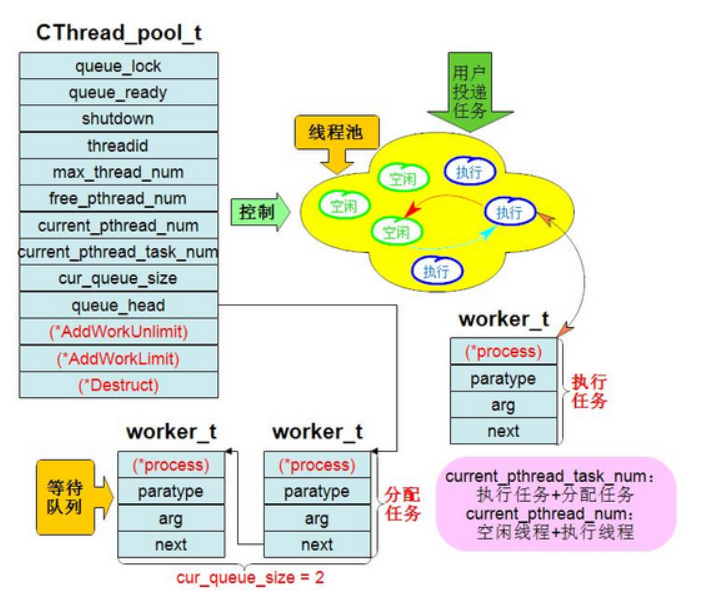 CThread_pool_t
queue_lock
queue_ready
shutdown
threadid
max_thread_num
free_pthread_num
current_pthread_num
current_pthread_task_num
cur_queue_size
queue_head
(*AddWorkUnlimit)
(*AddWorkLimit)
(*Destruct)
控制
线程池
用户
投递
任务
空闲
执行
空闲
执行
空闲
执行
worker_t
(*process)
paratype
arg
next
执行
任务
等待
队列
worker_t
(*process)
paratype
arg
next
worker_t
(*process)
paratype
arg
next
分配
任务
cur_queue_size = 2
current_pthread_task_num：
执行任务+分配任务
current_pthread_num：
空闲线程+执行线程